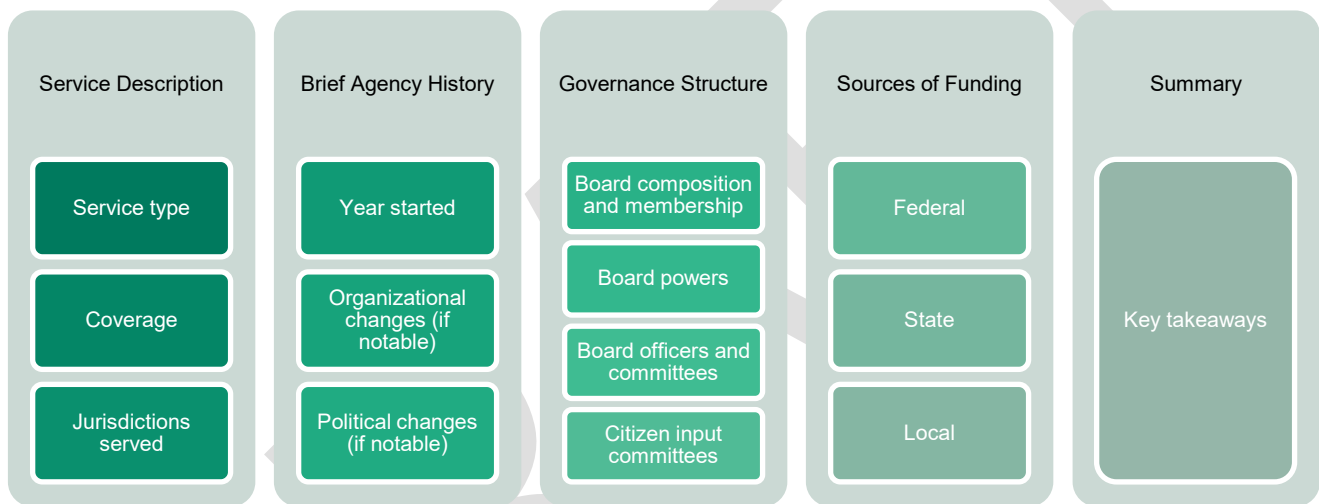 Service Description
Service type
Coverage
Jurisdictions
served
Brief Agency History
Year started
Organizational
changes (if
notable)
Political changes
(if notable)
Governance Structure
Board composition
and membership
Board powers
Board officers and
committees
Citizen input
committees
Sources of Funding
Federal
State
Local
Summary
Key takeaways